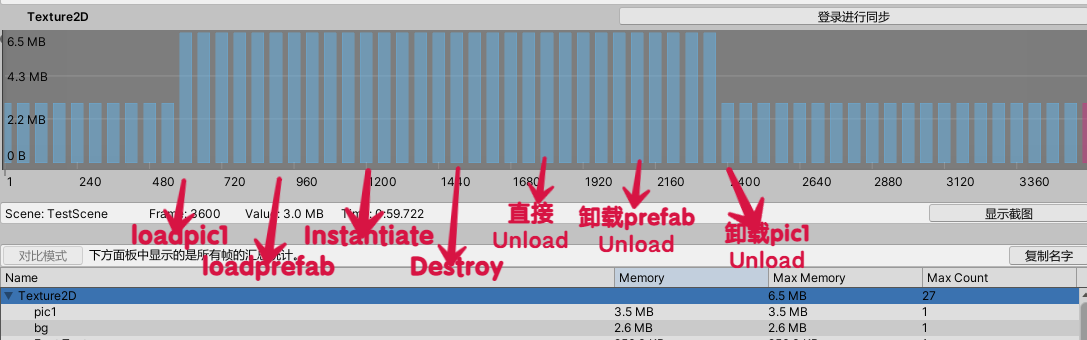 Texture2D 登录进行同步
6.5 MB
4.3 MB
2.2 MB
0 B
1 240 480 720 960 1200 1440 1680 1920 2160 2400 2640 2880 3120 3360
Scene: TestScene Frame: 3600 Value: 3.0 MB Time: 0:59.722 显示截图
loadpic1
loadprefab
Instantiate
Destroy
直接
Unload
卸载prefab
Unload
卸载pic1
Unload
对比模式 下方面板中显示的是所有帧的汇总统计。 复制名字
Name Memory Max Memory Max Count
Texture2D 6.5 MB 27
pic1 3.5 MB 3.5 MB 1
bg 2.6 MB 2.6 MB 1